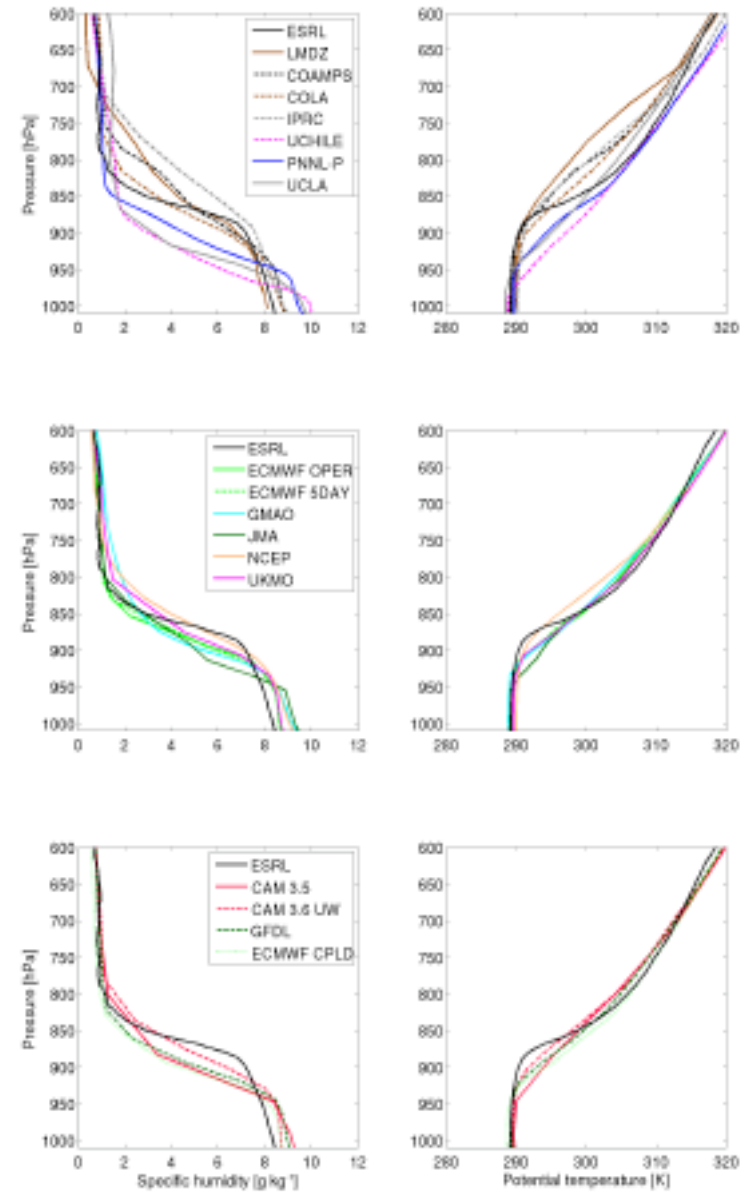 600
650
700
750
800
850
900
950
1000
Pressure [hPa]
0 2 4 6 8 10 12
ESRL
LMDZ
COAMPS
COLA
IPRC
UCHILE
PNNL-P
UCLA
600
650
700
750
800
850
900
950
1000
280 290 300 310 320
600
650
700
750
800
850
900
950
1000
Pressure [hPa]
0 2 4 6 8 10 12
ESRL
ECMWF OPER
ECMWF 5DAY
GMAO
JMA
NCEP
UKMO
600
650
700
750
800
850
900
950
1000
280 290 300 310 320
600
650
700
750
800
850
900
950
1000
Pressure [hPa]
0 2 4 6 8 10 12
Specific humidity [g kg⁻¹]
ESRL
CAM 3.5
CAM 3.6 UW
GFDL
ECMWF CPLD
600
650
700
750
800
850
900
950
1000
280 290 300 310 320
Potential temperature [K]